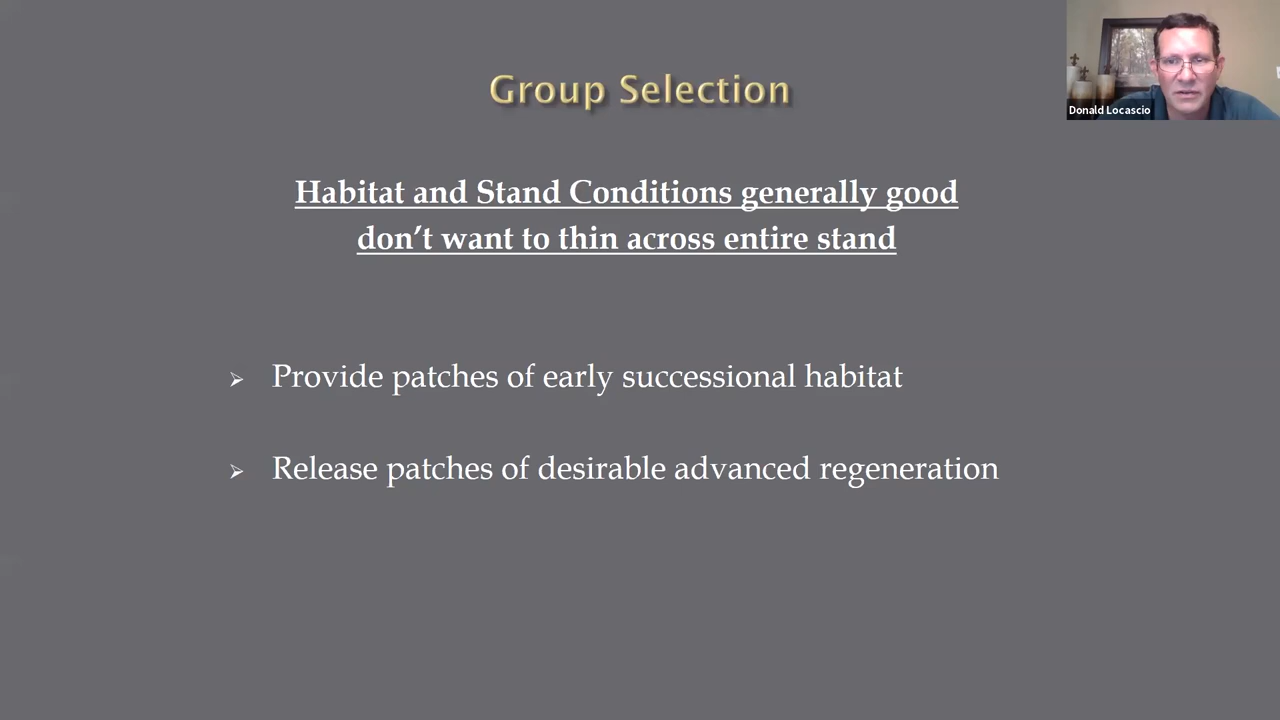 Group Selection
Donald Locascio
Habitat and Stand Conditions generally good
don’t want to thin across entire stand
Provide patches of early successional habitat
Release patches of desirable advanced regeneration